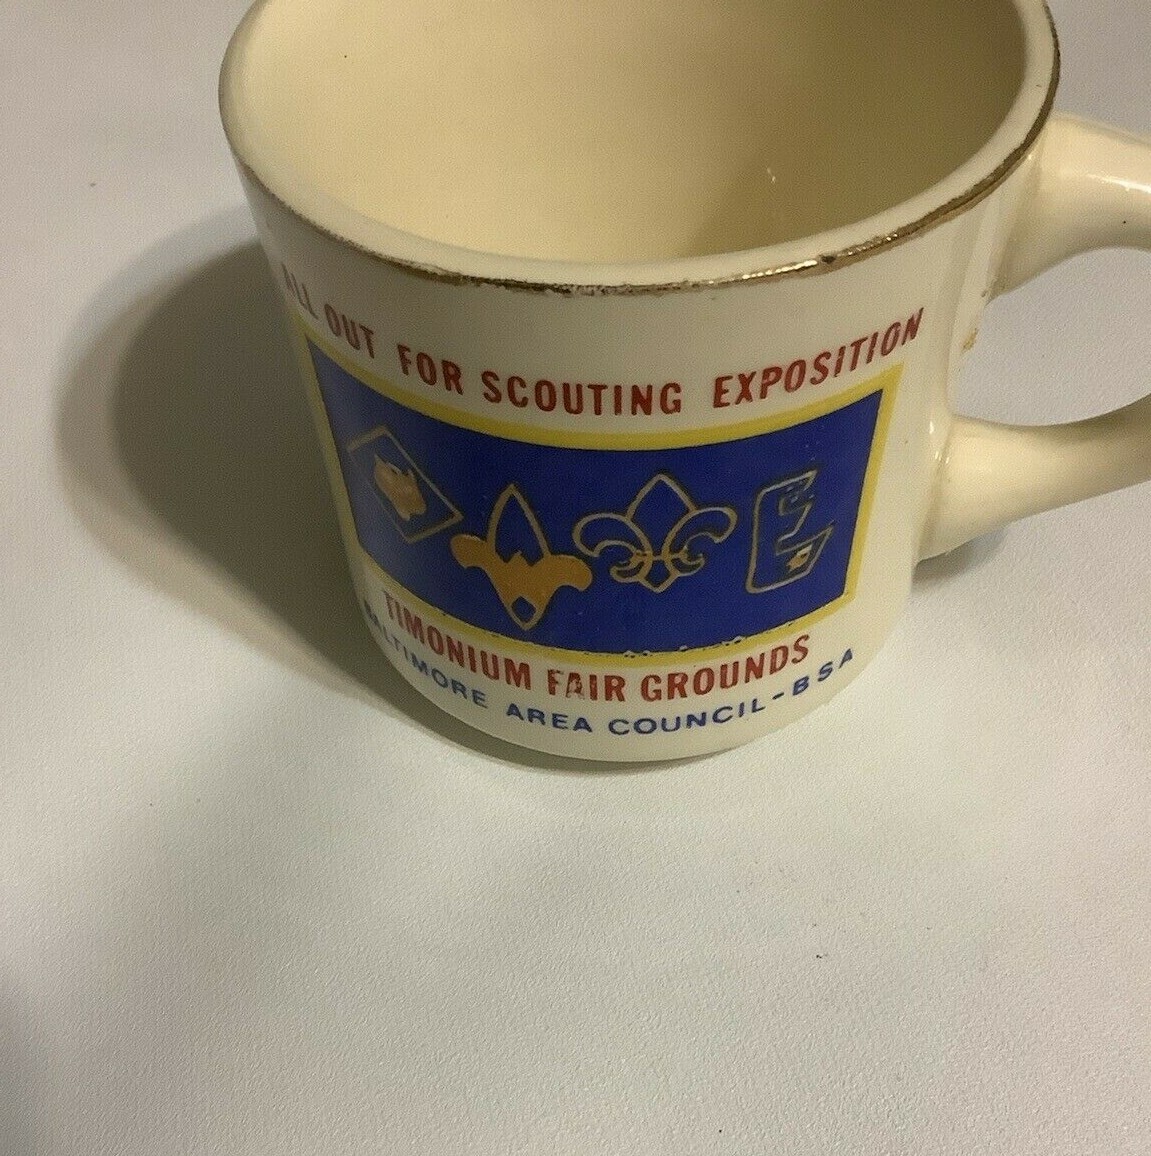 ALL OUT FOR SCOUTING EXPOSITION
TIMONIUM FAIR GROUNDS
BALTIMORE AREA COUNCIL-BSA